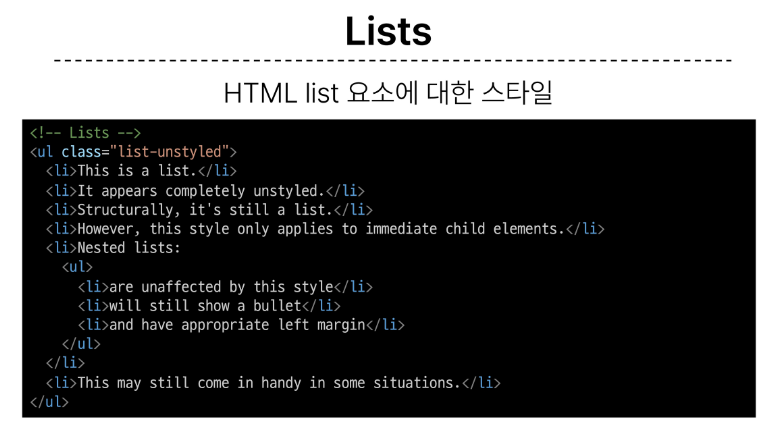 Lists
HTML list 요소에 대한 스타일
<!-- Lists -->
<ul class="list-unstyled">
  <li>This is a list.</li>
  <li>It appears completely unstyled.</li>
  <li>Structurally, it's still a list.</li>
  <li>However, this style only applies to immediate child elements.</li>
  <li>Nested lists:
    <ul>
      <li>are unaffected by this style</li>
      <li>will still show a bullet</li>
      <li>and have appropriate left margin</li>
    </ul>
  </li>
  <li>This may still come in handy in some situations.</li>
</ul>